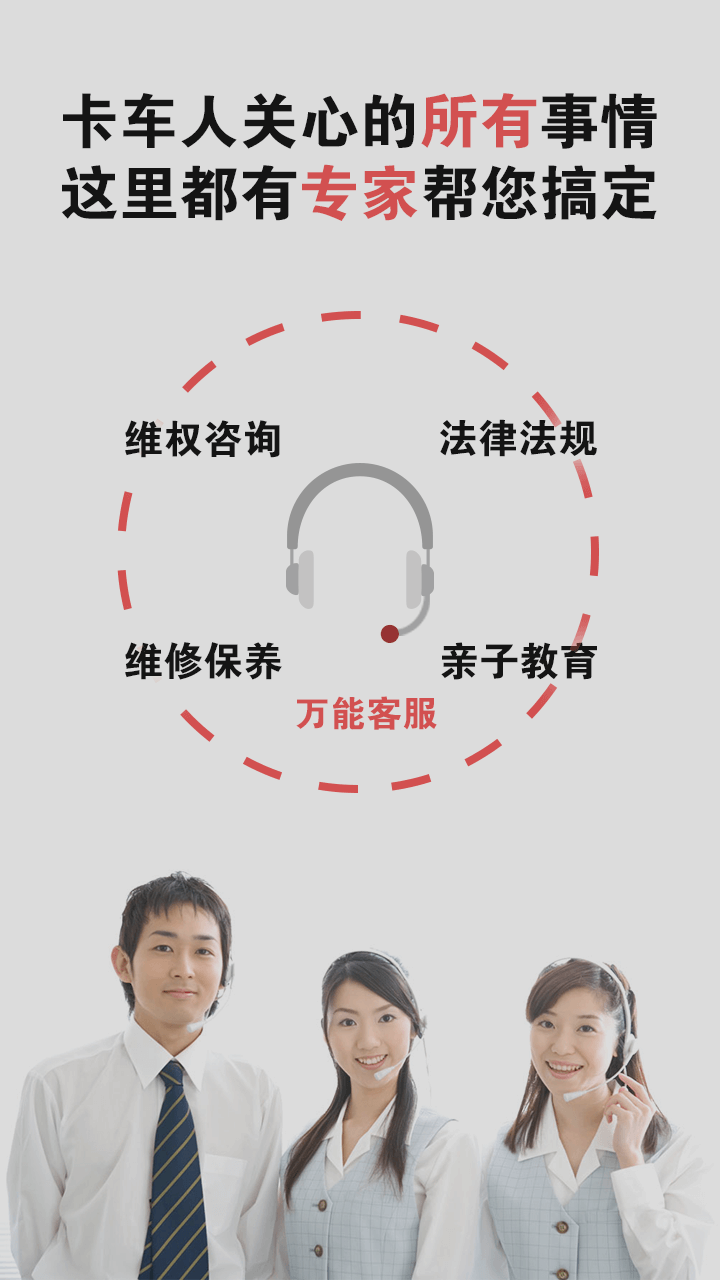 卡车人关心的所有事情
这里都有专家帮您搞定
维权咨询
法律法规
维修保养
亲子教育
万能客服